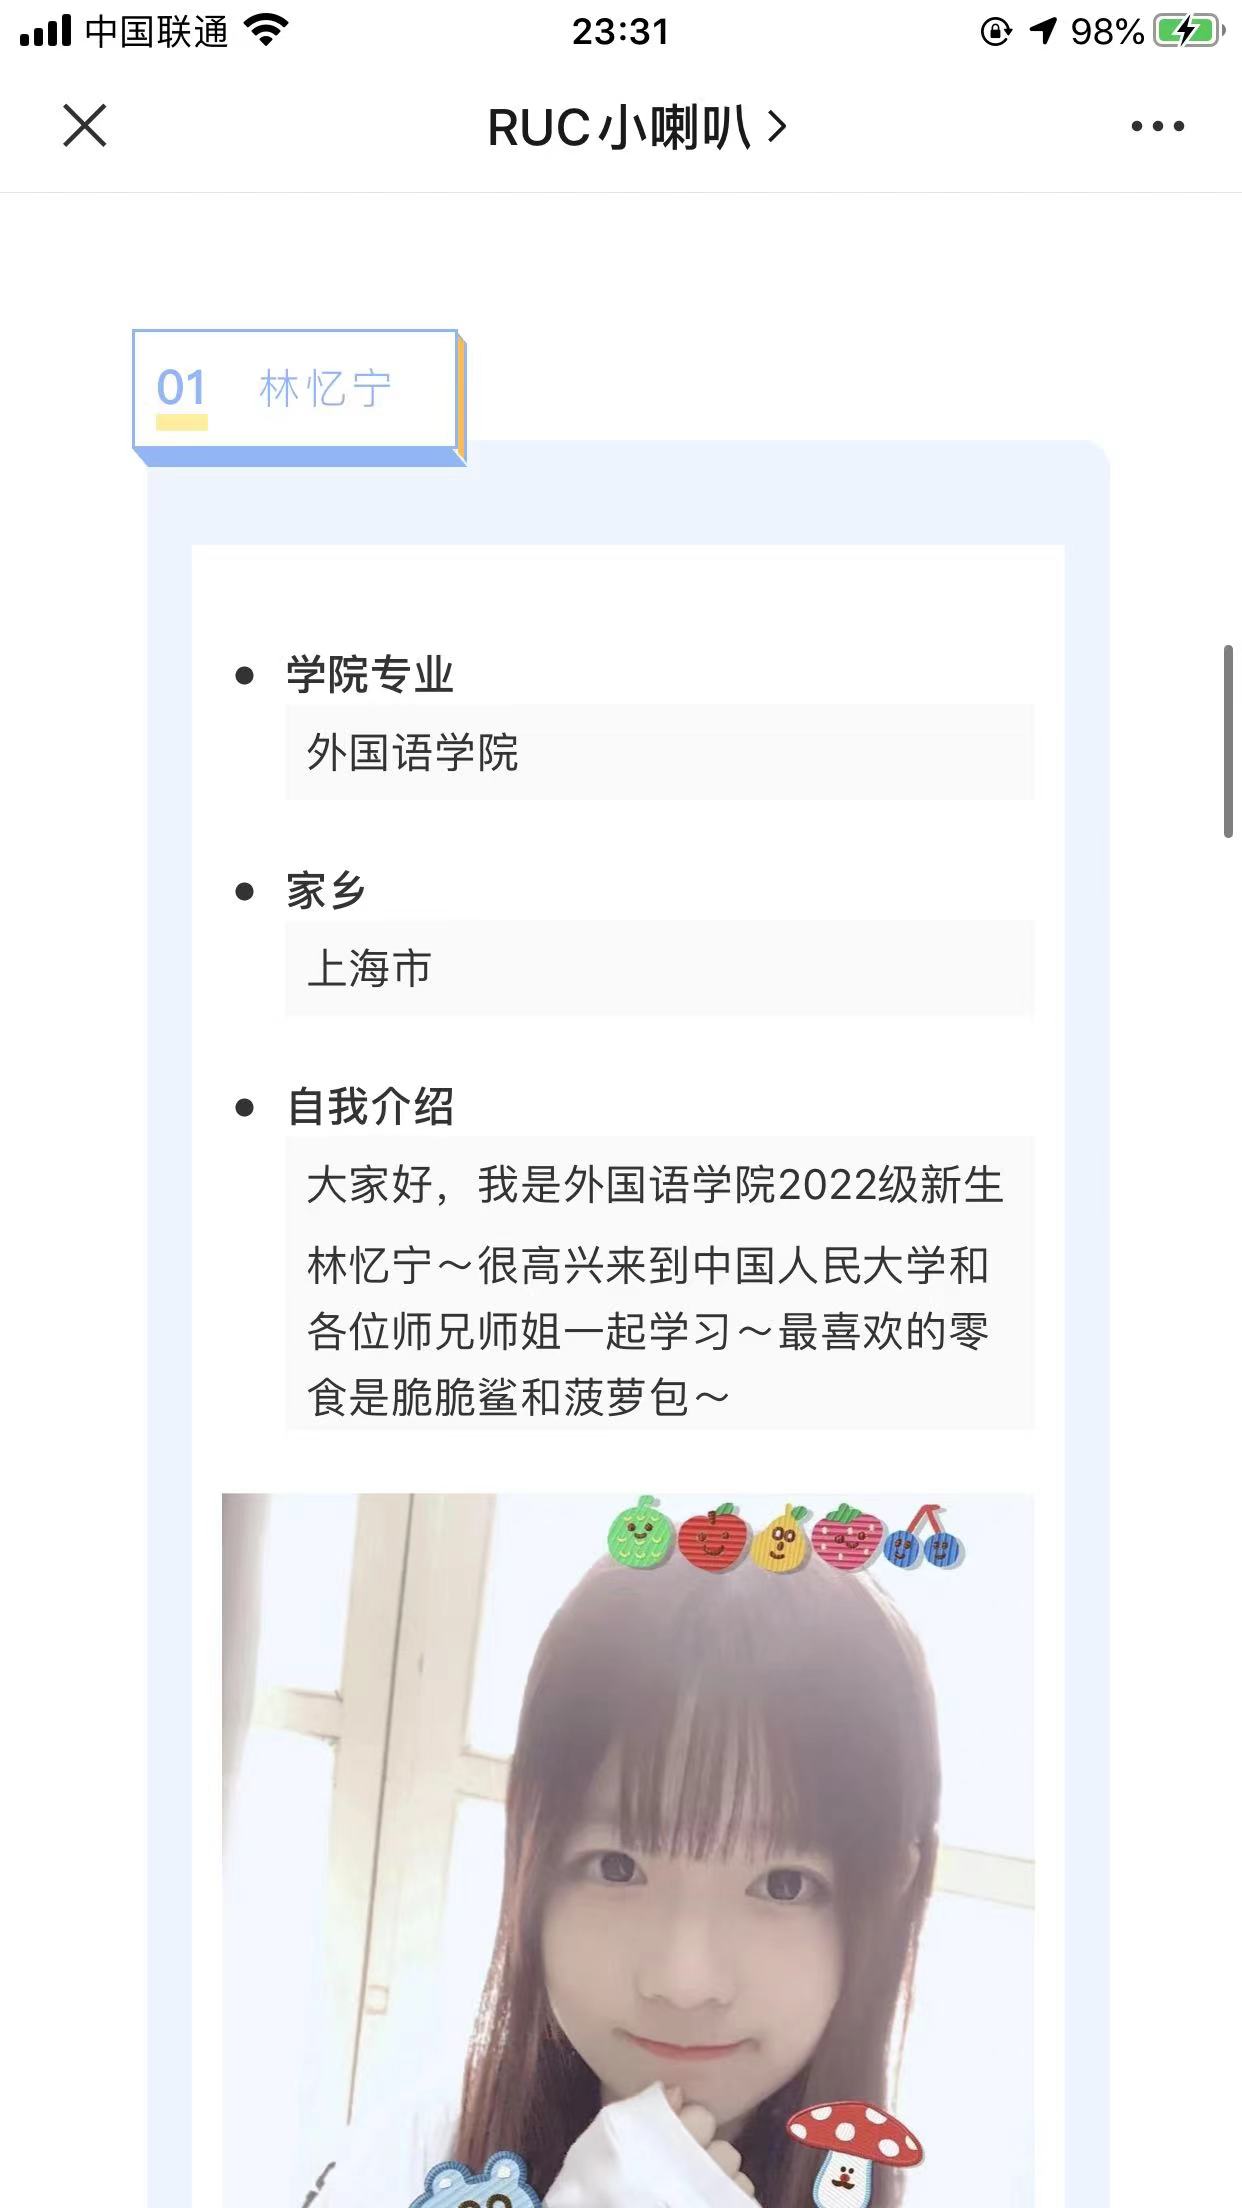 中国联通 23:31 98%
RUC小喇叭
01 林忆宁
学院专业
外国语学院
家乡
上海市
自我介绍
大家好，我是外国语学院2022级新生
林忆宁～很高兴来到中国人民大学和
各位师兄师姐一起学习～最喜欢的零
食是脆脆鲨和菠萝包～